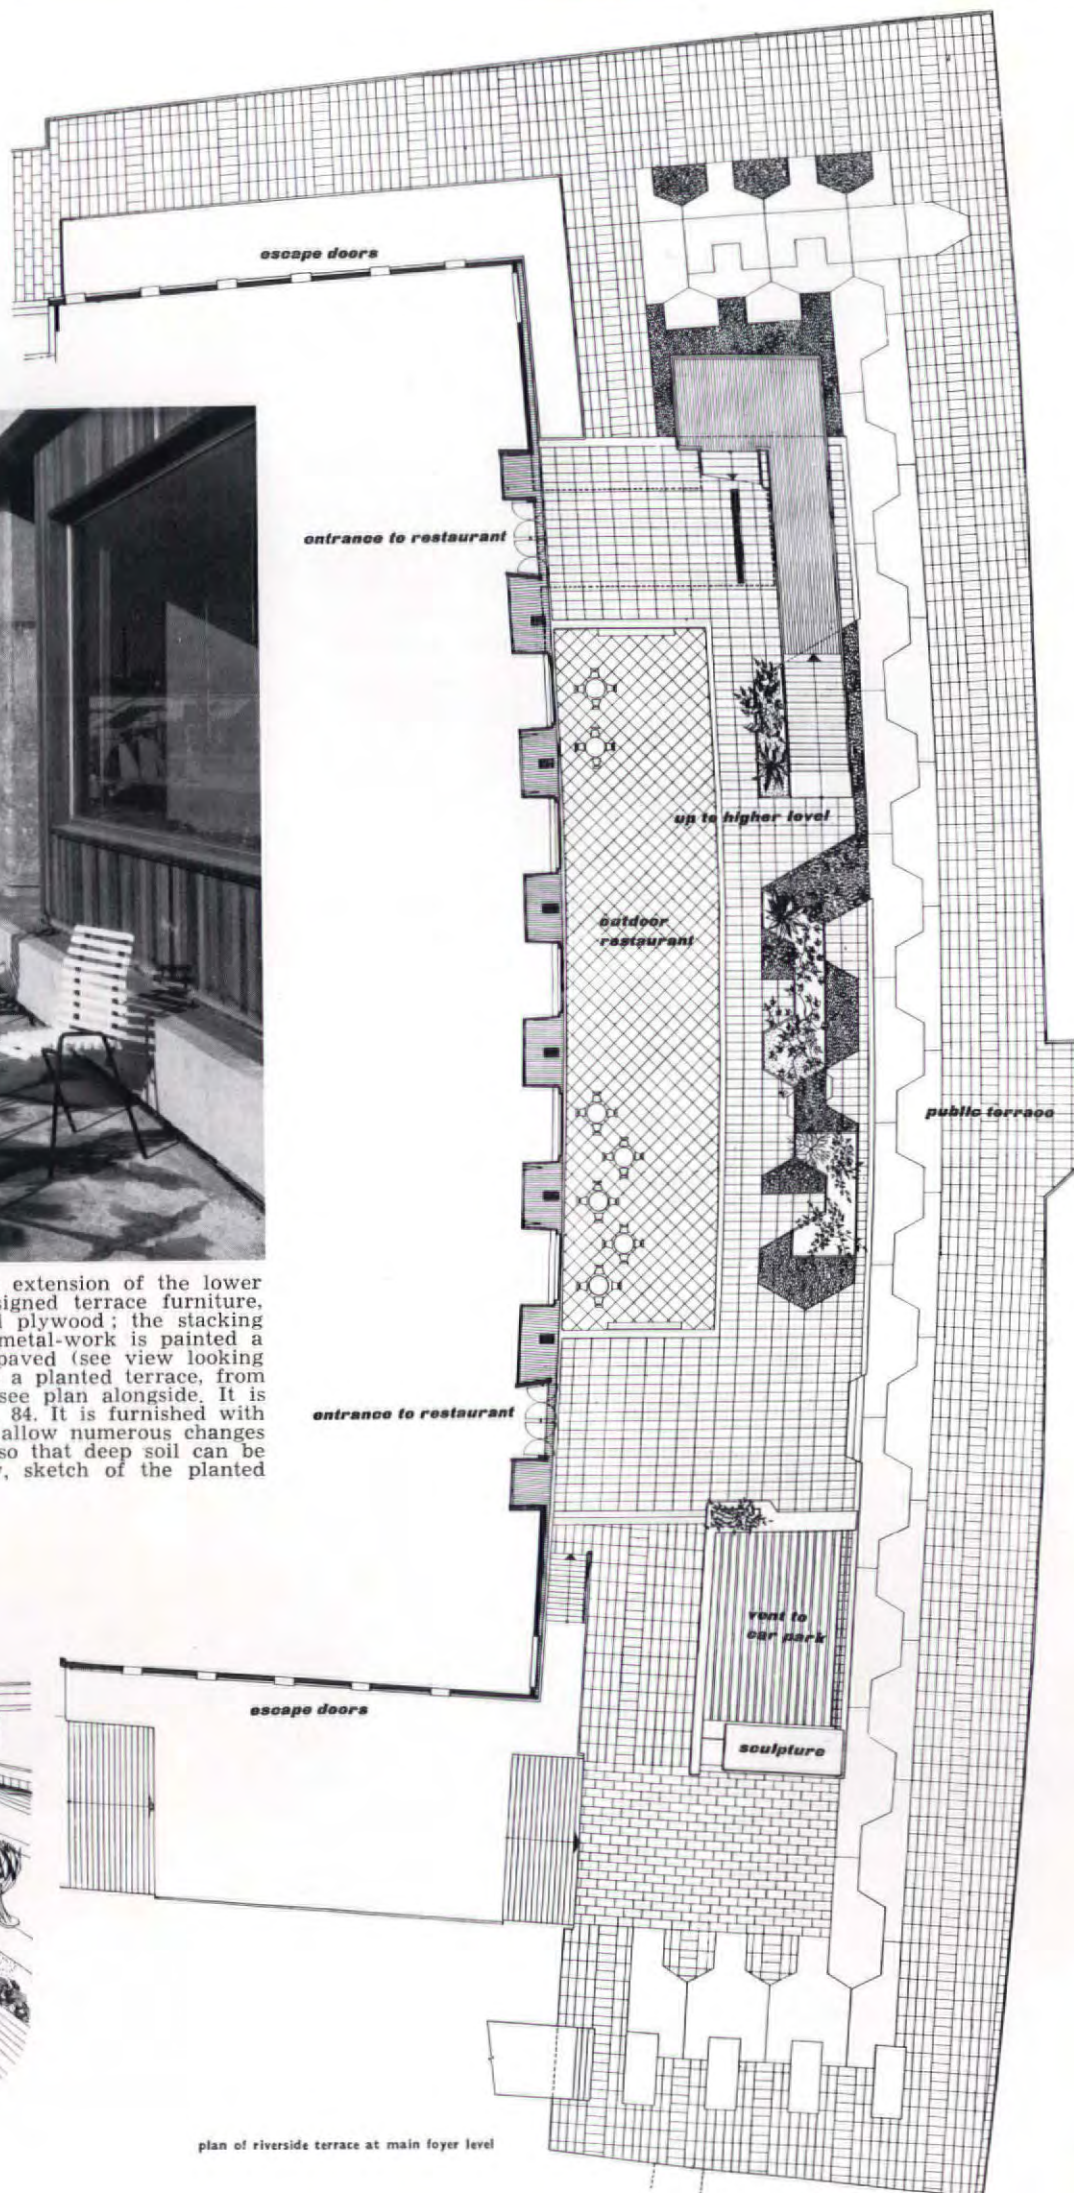 escape doors
entrance to restaurant
up to higher level
outdoor
restaurant
public terrace
extension of the lower
signed terrace furniture,
plywood ; the stacking
metal-work is painted a
paved (see view looking
a planted terrace, from
see plan alongside. It is
84. It is furnished with
allow numerous changes
so that deep soil can be
sketch of the planted
entrance to restaurant
vent to
car park
sculpture
escape doors
plan of riverside terrace at main foyer level